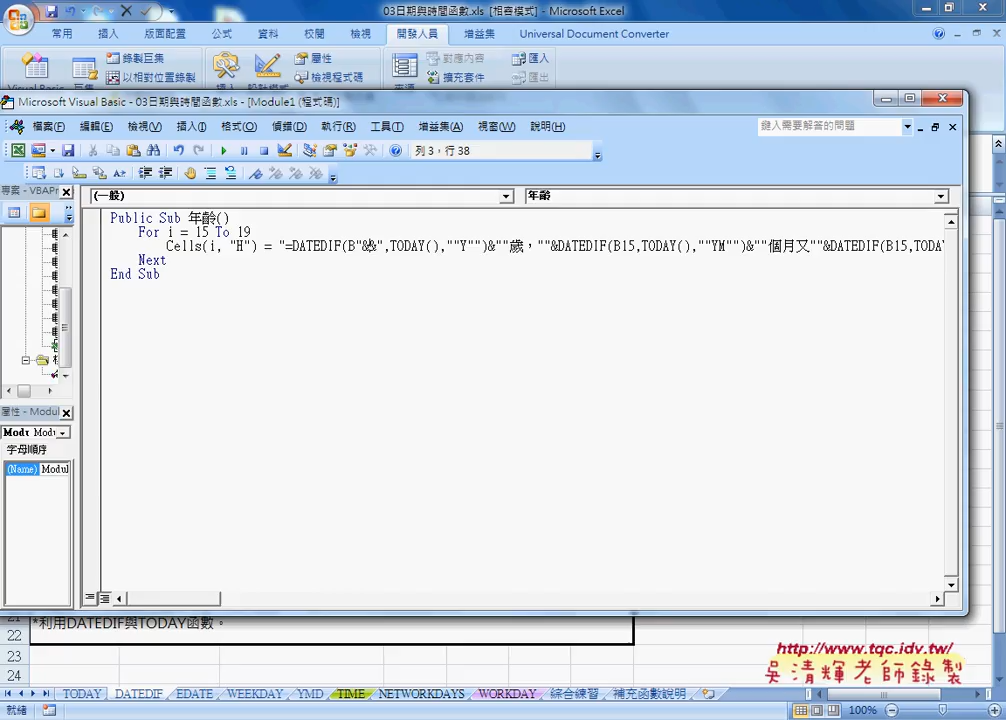 03日期與時間函數.xls [相容模式] - Microsoft Excel
常用 插入 版面配置 公式 資料 校閱 檢視 開發人員 增益集 Universal Document Converter
錄製巨集 屬性 對應內容 匯入
以相對位置錄製 檢視程式碼 擴充套件 匯出
Microsoft Visual Basic - 03日期與時間函數.xls - [Module1 (程式碼)]
檔案(F) 編輯(E) 檢視(V) 插入(I) 格式(O) 偵錯(D) 執行(R) 工具(T) 增益集(A) 視窗(W) 說明(H)
鍵入需要解答的問題
列 3，行 38
專案 - VBAPr
(一般) 年齡
Public Sub 年齡()
For i = 15 To 19
Cells(i, "H") = "=DATEDIF(B"&&",TODAY(),""Y"")&""歲，""&DATEDIF(B15,TODAY(),""YM"")&""個月又""&DATEDIF(B15,TODAY
Next
End Sub
屬性 - Modu
Modu Modu
字母順序
(Name) Modul
21 *利用DATEDIF與TODAY函數。
22
23
24
http://www.tqc.idv.tw/
吳清輝老師錄製
TODAY DATEDIF EDATE WEEKDAY YMD TIME NETWORKDAYS WORKDAY 綜合練習 補充函數說明
就緒 100%